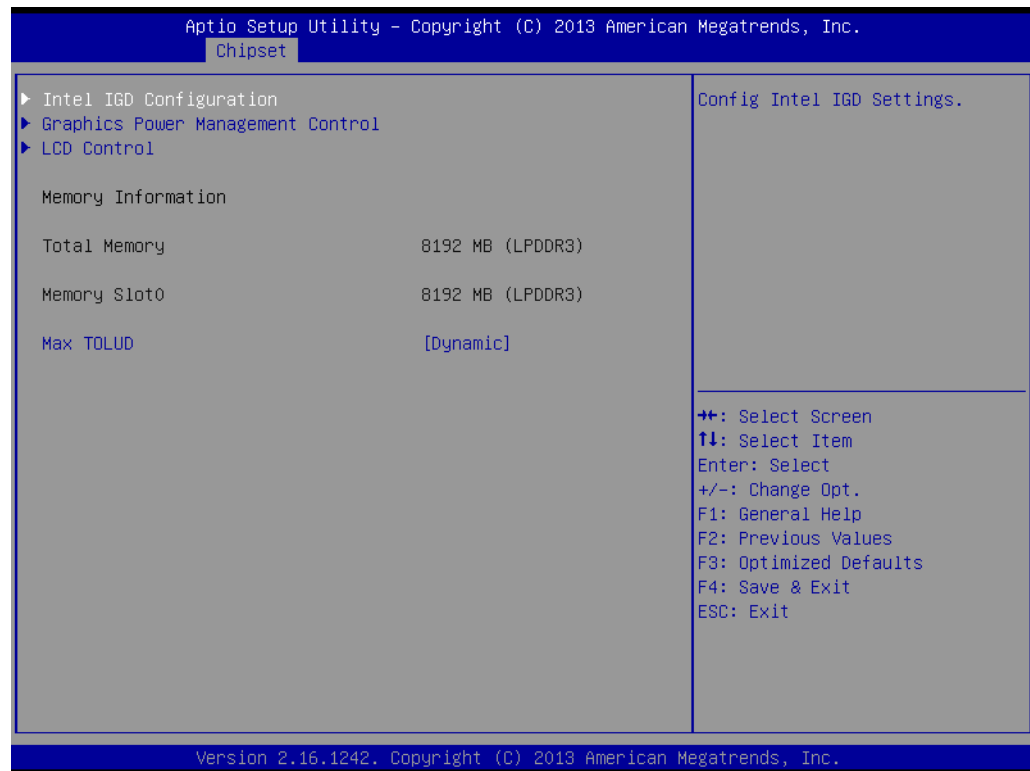 Aptio Setup Utility – Copyright (C) 2013 American Megatrends, Inc.
Chipset
▶ Intel IGD Configuration
▶ Graphics Power Management Control
▶ LCD Control
Memory Information
Total Memory 8192 MB (LPDDR3)
Memory Slot0 8192 MB (LPDDR3)
Max TOLUD [Dynamic]
Config Intel IGD Settings.
→←: Select Screen
↑↓: Select Item
Enter: Select
+/-: Change Opt.
F1: General Help
F2: Previous Values
F3: Optimized Defaults
F4: Save & Exit
ESC: Exit
Version 2.16.1242. Copyright (C) 2013 American Megatrends, Inc.